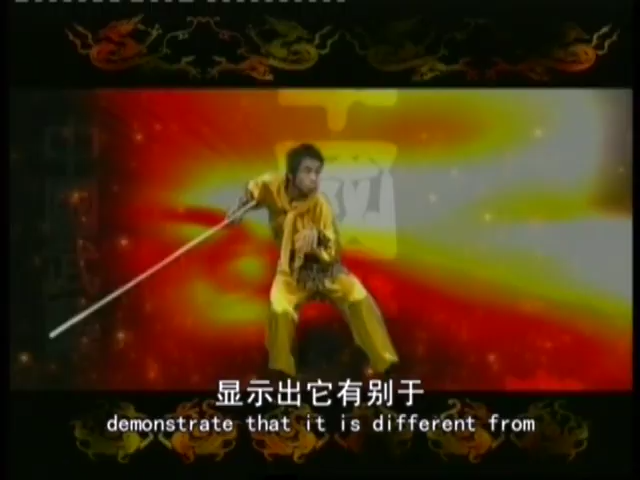 显示出它有别于
demonstrate that it is different from